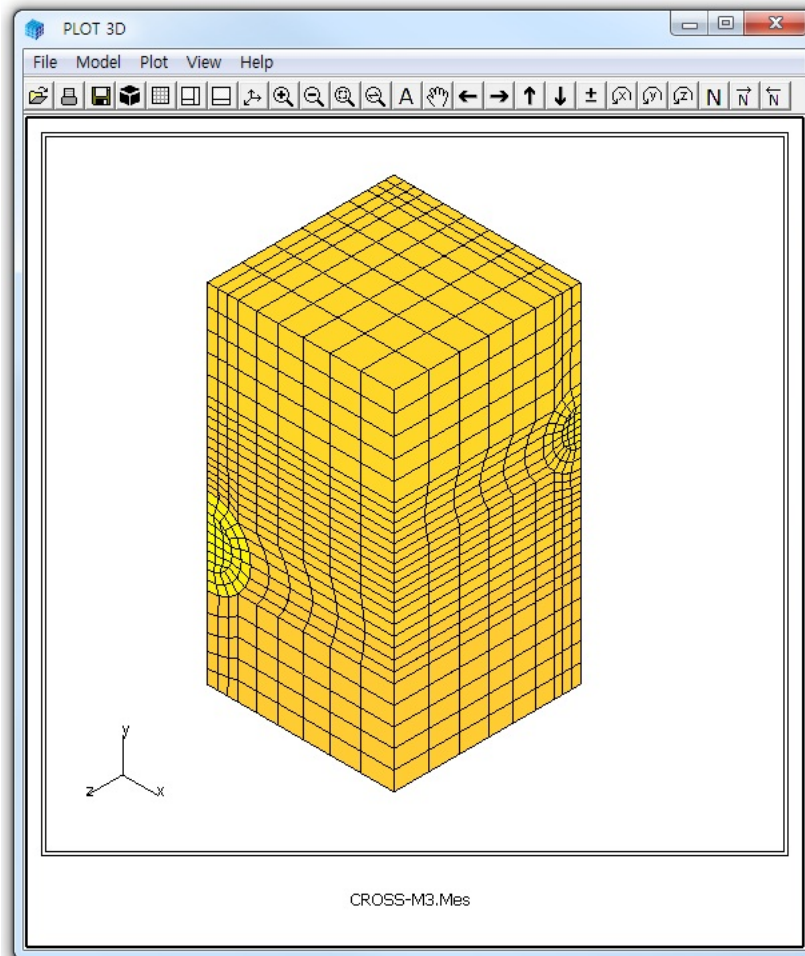 PLOT 3D
File Model Plot View Help
A ± x y z N N N
y
z x
CROSS-M3.Mes